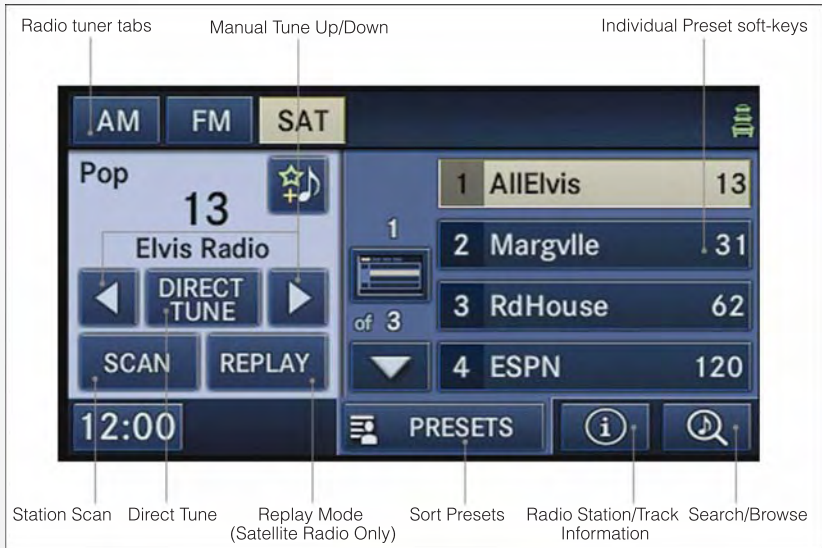 Radio tuner tabs
Manual Tune Up/Down
Individual Preset soft-keys
AM
FM
SAT
Pop
13
Elvis Radio
DIRECT
TUNE
SCAN
REPLAY
12:00
1
of 3
1 AllElvis 13
2 Margvlle 31
3 RdHouse 62
4 ESPN 120
PRESETS
i
Station Scan
Direct Tune
Replay Mode
(Satellite Radio Only)
Sort Presets
Radio Station/Track
Information
Search/Browse